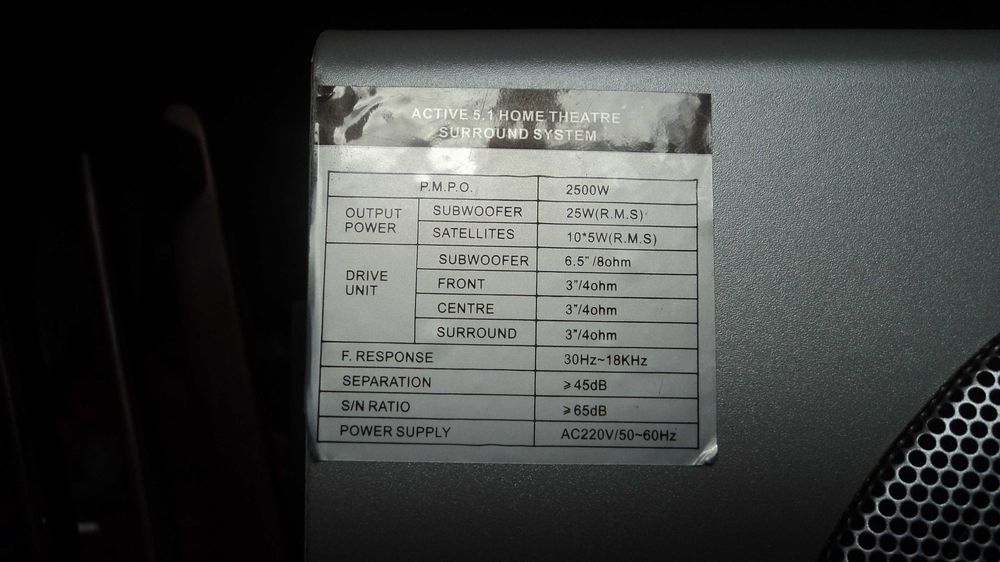 ACTIVE 5.1 HOME THEATRE
SURROUND SYSTEM
P.M.P.O. 2500W
OUTPUT POWER SUBWOOFER 25W(R.M.S)
SATELLITES 10*5W(R.M.S)
DRIVE UNIT SUBWOOFER 6.5"/8ohm
FRONT 3"/4ohm
CENTRE 3"/4ohm
SURROUND 3"/4ohm
F. RESPONSE 30Hz~18KHz
SEPARATION ≥45dB
S/N RATIO ≥65dB
POWER SUPPLY AC220V/50~60Hz